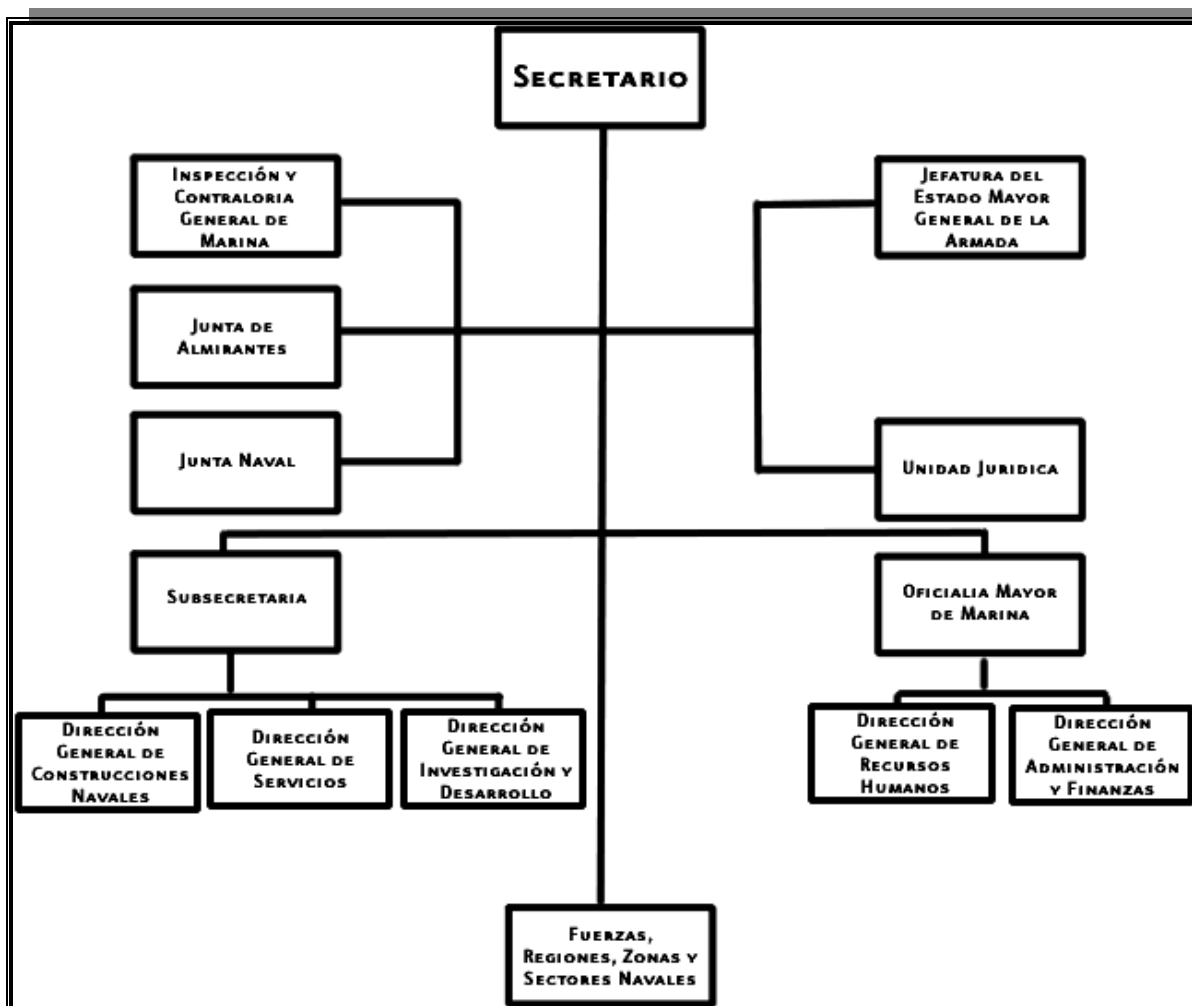 SECRETARIO
INSPECCIÓN Y
CONTRALORIA
GENERAL DE
MARINA
JEFATURA DEL
ESTADO MAYOR
GENERAL DE LA
ARMADA
JUNTA DE
ALMIRANTES
JUNTA NAVAL
UNIDAD JURIDICA
SUBSECRETARIA
OFICIALIA MAYOR
DE MARINA
DIRECCIÓN
GENERAL DE
CONSTRUCCIONES
NAVALES
DIRECCIÓN
GENERAL DE
SERVICIOS
DIRECCIÓN
GENERAL DE
INVESTIGACIÓN Y
DESARROLLO
DIRECCIÓN
GENERAL DE
RECURSOS
HUMANOS
DIRECCIÓN
GENERAL DE
ADMINISTRACIÓN
Y FINANZAS
FUERZAS,
REGIONES, ZONAS Y
SECTORES NAVALES